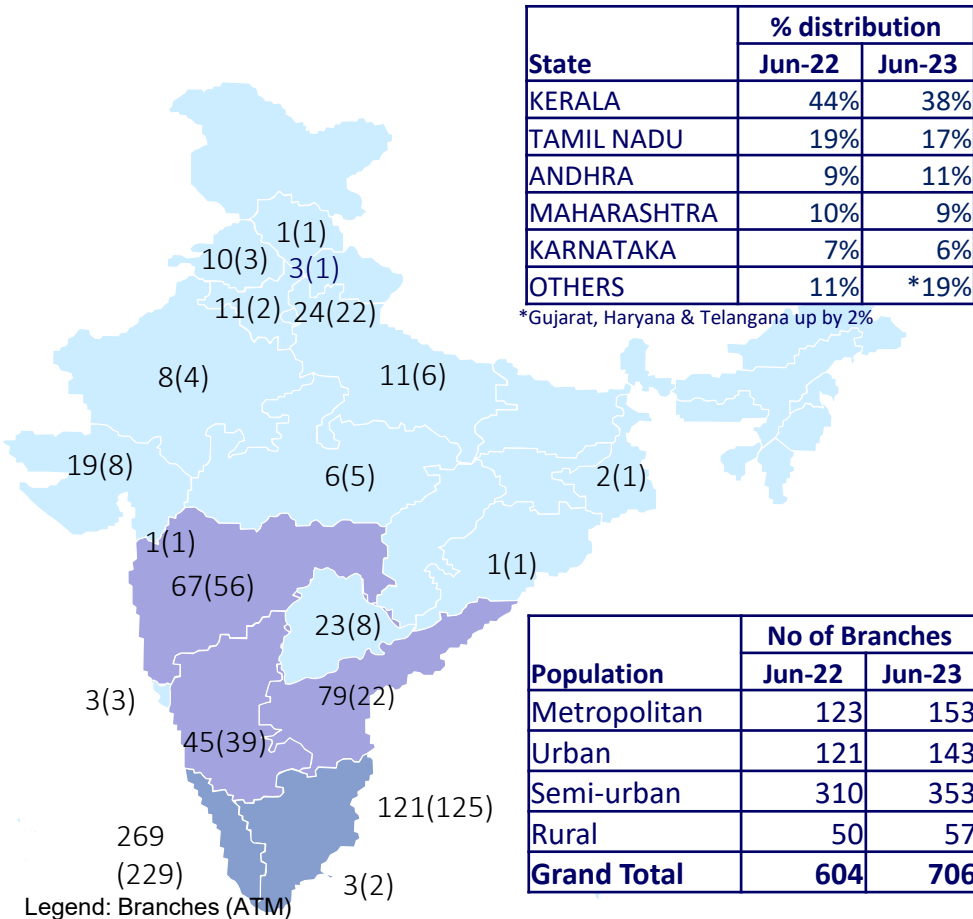 % distribution
State Jun-22 Jun-23
KERALA 44% 38%
TAMIL NADU 19% 17%
ANDHRA 9% 11%
MAHARASHTRA 10% 9%
KARNATAKA 7% 6%
OTHERS 11% *19%
*Gujarat, Haryana & Telangana up by 2%
1(1)
10(3)
3(1)
11(2)
24(22)
8(4)
11(6)
19(8)
6(5)
2(1)
1(1)
67(56)
1(1)
23(8)
79(22)
3(3)
45(39)
121(125)
269
(229)
3(2)
Legend: Branches (ATM)
No of Branches
Population Jun-22 Jun-23
Metropolitan 123 153
Urban 121 143
Semi-urban 310 353
Rural 50 57
Grand Total 604 706